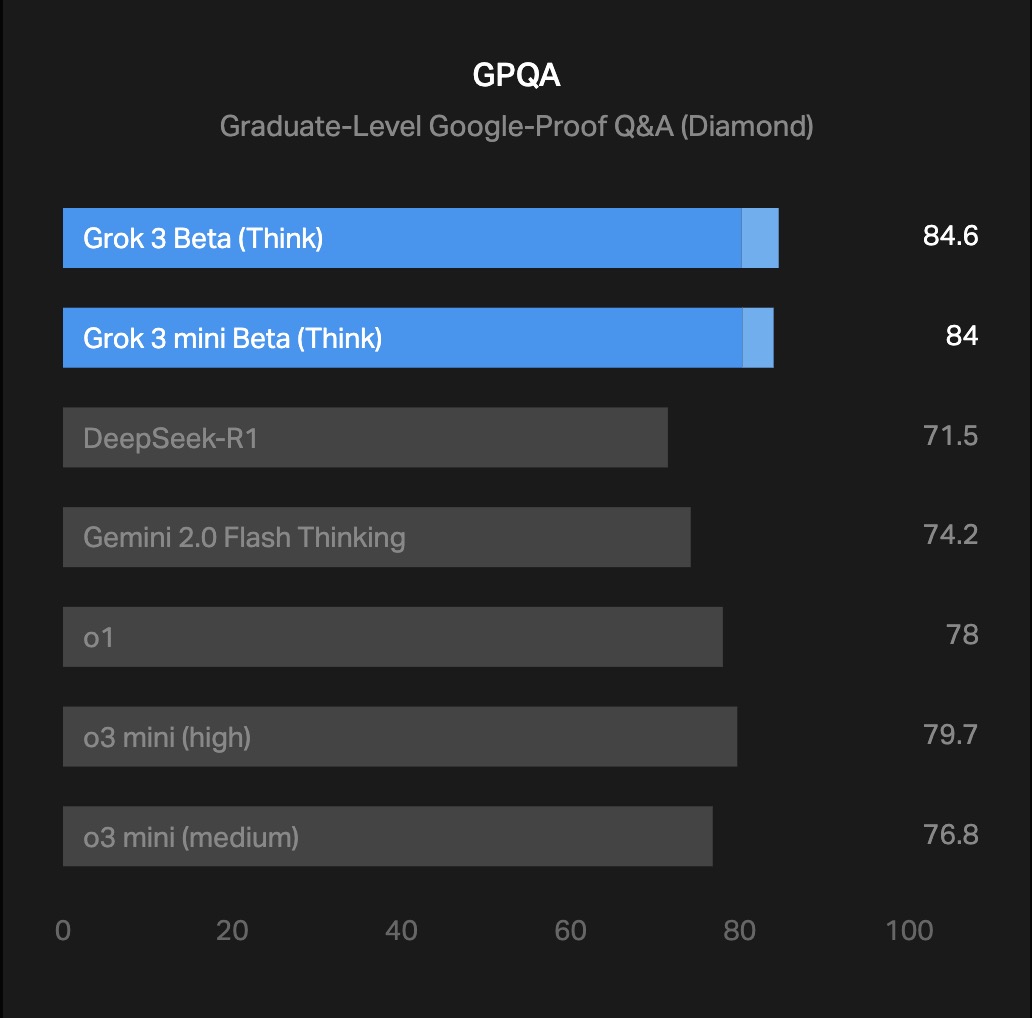 GPQA
Graduate-Level Google-Proof Q&A (Diamond)
Grok 3 Beta (Think) 84.6
Grok 3 mini Beta (Think) 84
DeepSeek-R1 71.5
Gemini 2.0 Flash Thinking 74.2
o1 78
o3 mini (high) 79.7
o3 mini (medium) 76.8
0 20 40 60 80 100